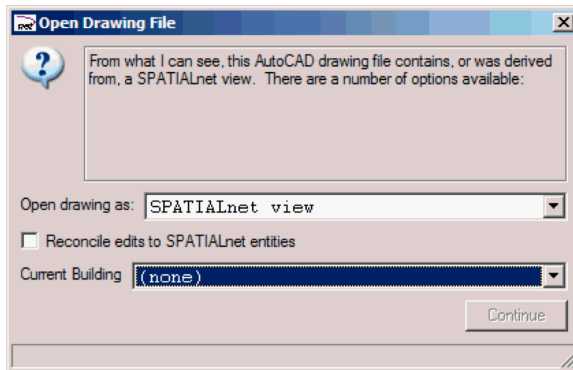 Open Drawing File
From what I can see, this AutoCAD drawing file contains, or was derived
from, a SPATIALnet view. There are a number of options available:
Open drawing as: SPATIALnet view
Reconcile edits to SPATIALnet entities
Current Building (none)
Continue